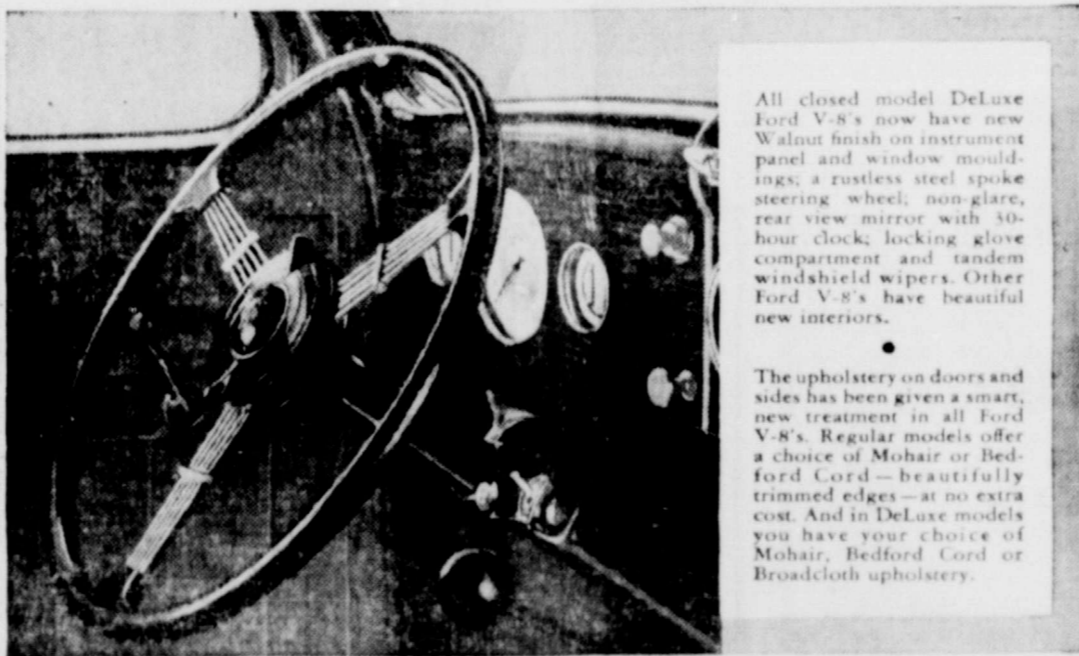 All closed model DeLuxe
Ford V-8's now have new
Walnut finish on instrument
panel and window mould-
ings; a rustless steel spoke
steering wheel; non-glare,
rear view mirror with 30-
hour clock; locking glove
compartment and tandem
windshield wipers. Other
Ford V-8's have beautiful
new interiors.
•
The upholstery on doors and
sides has been given a smart,
new treatment in all Ford
V-8's. Regular models offer
a choice of Mohair or Bed-
ford Cord—beautifully
trimmed edges—at no extra
cost. And in DeLuxe models
you have your choice of
Mohair, Bedford Cord or
Broadcloth upholstery.